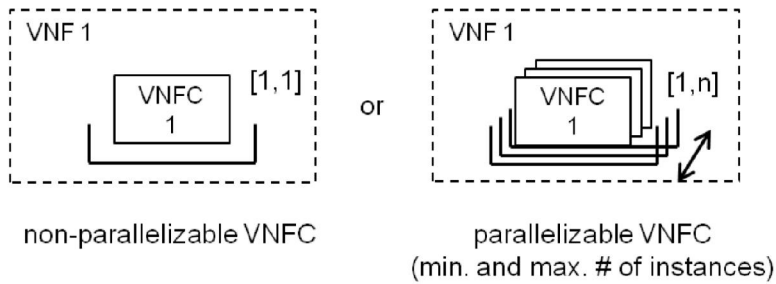 VNF 1
VNFC
1
[1,1]
or
VNF 1
VNFC
1
[1,n]
non-parallelizable VNFC
parallelizable VNFC
(min. and max. # of instances)